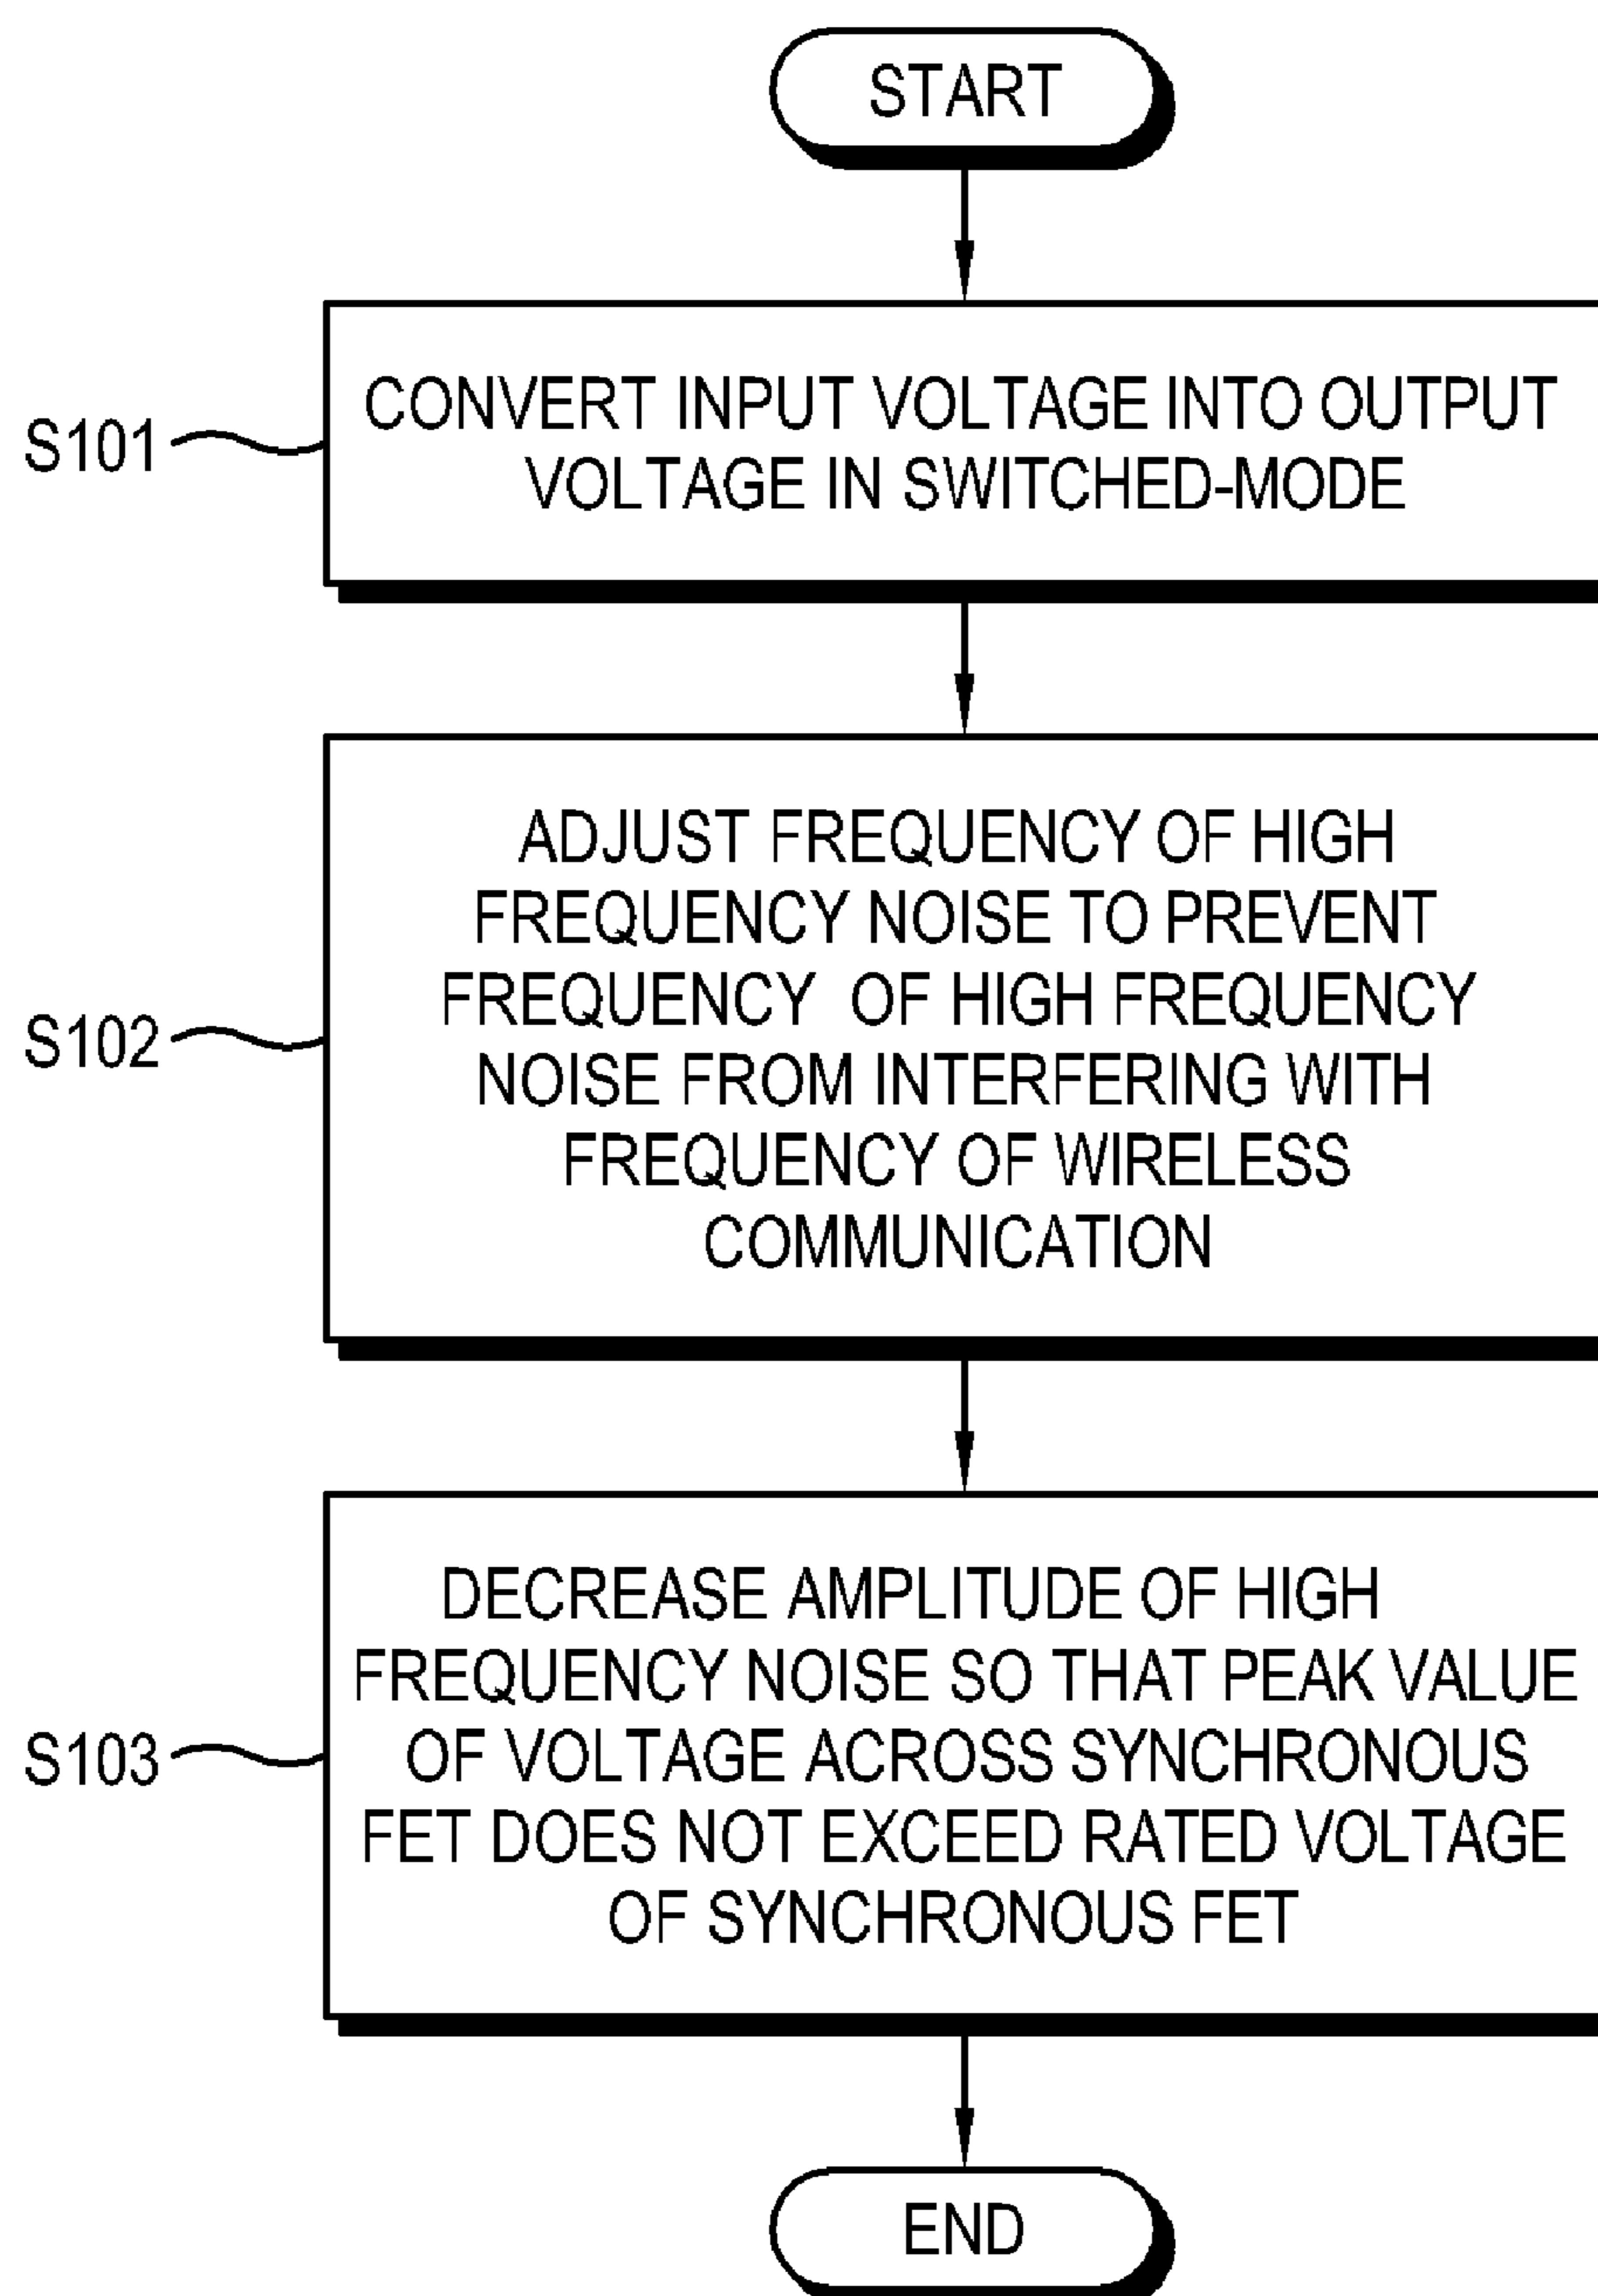 START
S101
CONVERT INPUT VOLTAGE INTO OUTPUT
VOLTAGE IN SWITCHED-MODE
S102
ADJUST FREQUENCY OF HIGH
FREQUENCY NOISE TO PREVENT
FREQUENCY OF HIGH FREQUENCY
NOISE FROM INTERFERING WITH
FREQUENCY OF WIRELESS
COMMUNICATION
S103
DECREASE AMPLITUDE OF HIGH
FREQUENCY NOISE SO THAT PEAK VALUE
OF VOLTAGE ACROSS SYNCHRONOUS
FET DOES NOT EXCEED RATED VOLTAGE
OF SYNCHRONOUS FET
END